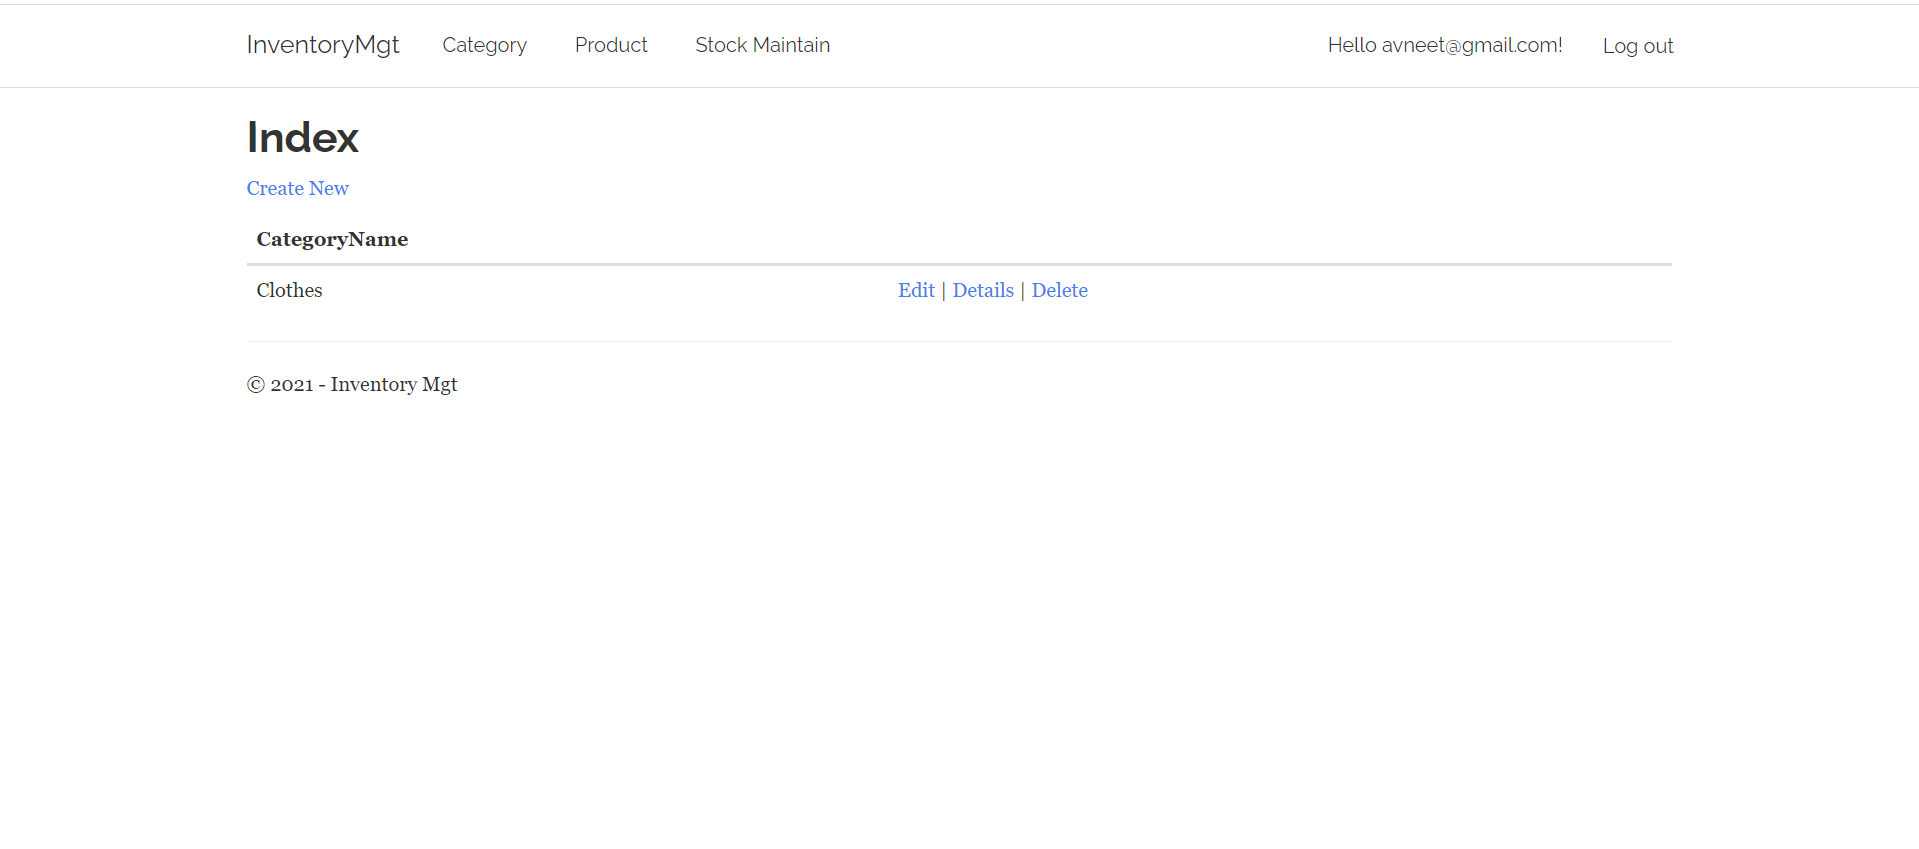 InventoryMgt Category Product Stock Maintain Hello avneet@gmail.com! Log out
Index
Create New
CategoryName
Clothes Edit | Details | Delete
© 2021 - Inventory Mgt